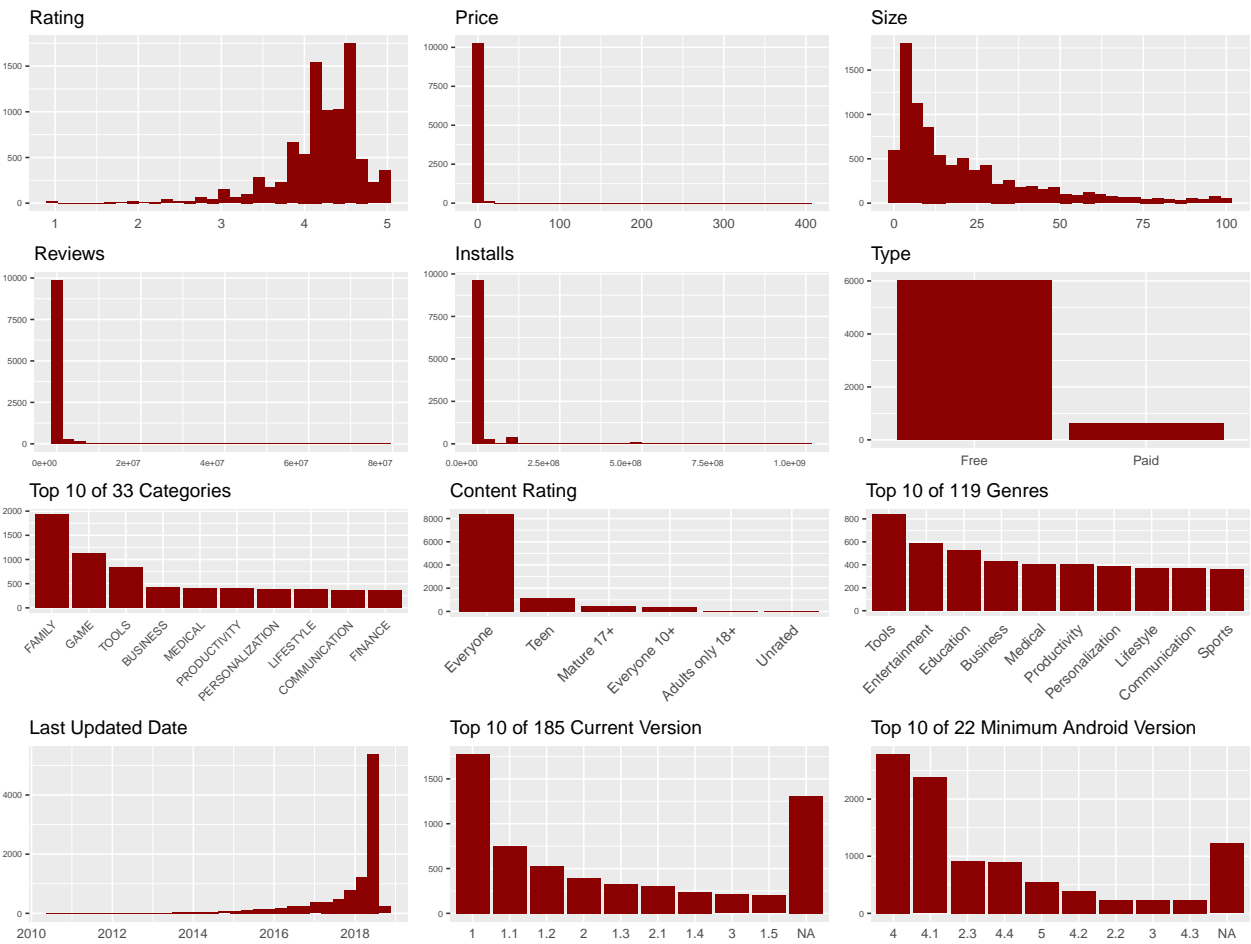 Rating
1500
1000
500
0
1 2 3 4 5
Price
10000
7500
5000
2500
0
0 100 200 300 400
Size
1500
1000
500
0
0 25 50 75 100
Reviews
10000
7500
5000
2500
0
0e+00 2e+07 4e+07 6e+07 8e+07
Installs
10000
7500
5000
2500
0
0.0e+00 2.5e+08 5.0e+08 7.5e+08 1.0e+09
Type
6000
4000
2000
0
Free Paid
Top 10 of 33 Categories
2000
1500
1000
500
0
FAMILY
GAME
TOOLS
BUSINESS
MEDICAL
PRODUCTIVITY
PERSONALIZATION
LIFESTYLE
COMMUNICATION
FINANCE
Content Rating
8000
6000
4000
2000
0
Everyone
Teen
Mature 17+
Everyone 10+
Adults only 18+
Unrated
Top 10 of 119 Genres
800
600
400
200
0
Tools
Entertainment
Education
Business
Medical
Productivity
Personalization
Lifestyle
Communication
Sports
Last Updated Date
4000
2000
0
2010 2012 2014 2016 2018
Top 10 of 185 Current Version
1500
1000
500
0
1 1.1 1.2 2 1.3 2.1 1.4 3 1.5 NA
Top 10 of 22 Minimum Android Version
2000
1000
0
4 4.1 2.3 4.4 5 4.2 2.2 3 4.3 NA